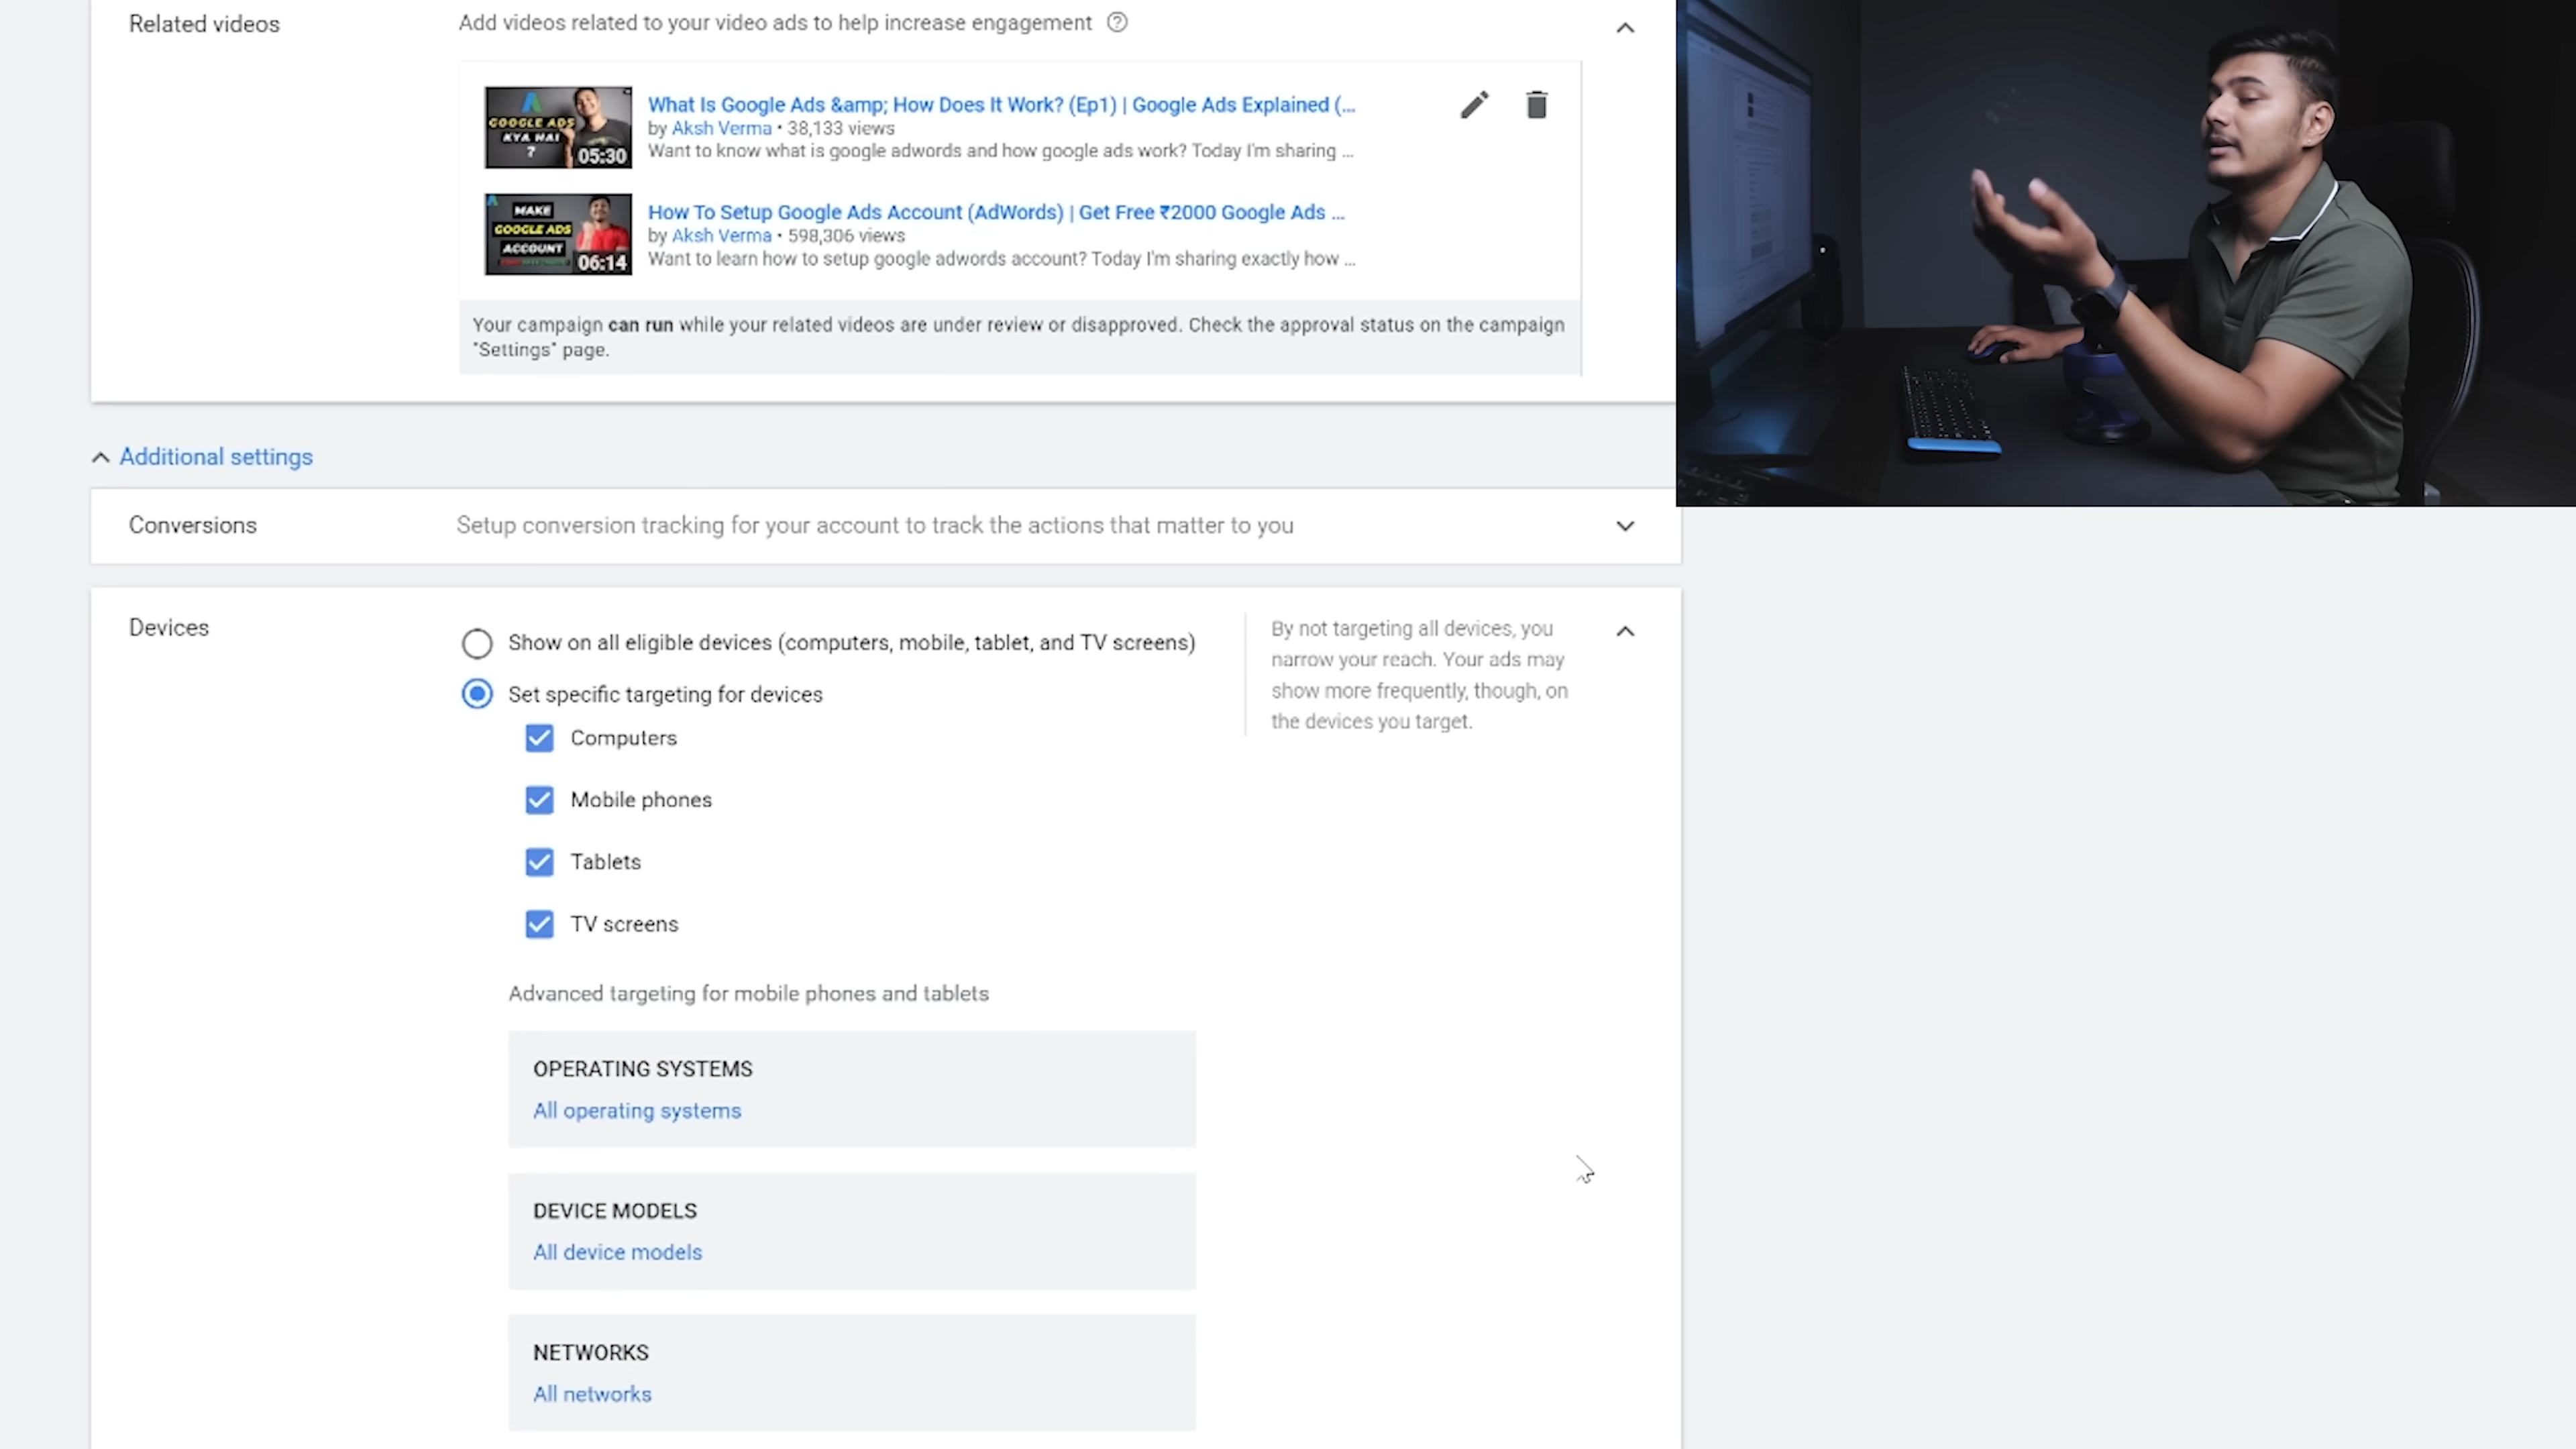 Related videos
Add videos related to your video ads to help increase engagement
GOOGLE ADS
KYA HAI
?
05:30
What Is Google Ads &amp; How Does It Work? (Ep1) | Google Ads Explained (...
by Aksh Verma • 38,133 views
Want to know what is google adwords and how google ads work? Today I'm sharing ...
MAKE
GOOGLE ADS
ACCOUNT
06:14
How To Setup Google Ads Account (AdWords) | Get Free ₹2000 Google Ads ...
by Aksh Verma • 598,306 views
Want to learn how to setup google adwords account? Today I'm sharing exactly how ...
Your campaign can run while your related videos are under review or disapproved. Check the approval status on the campaign
"Settings" page.
Additional settings
Conversions
Setup conversion tracking for your account to track the actions that matter to you
Devices
Show on all eligible devices (computers, mobile, tablet, and TV screens)
Set specific targeting for devices
Computers
Mobile phones
Tablets
TV screens
By not targeting all devices, you
narrow your reach. Your ads may
show more frequently, though, on
the devices you target.
Advanced targeting for mobile phones and tablets
OPERATING SYSTEMS
All operating systems
DEVICE MODELS
All device models
NETWORKS
All networks